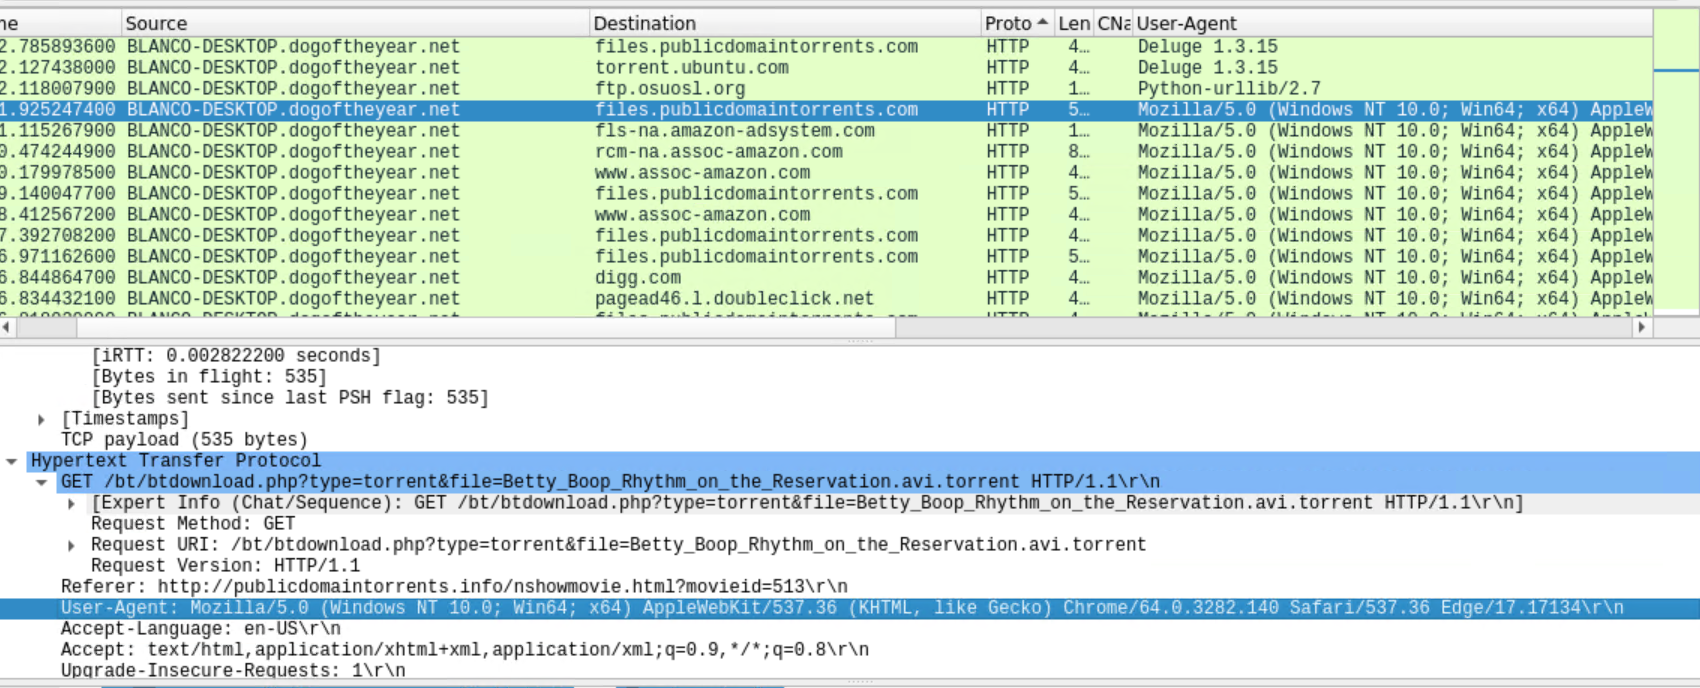 ne Source Destination Proto Len CNa User-Agent
2.785893600 BLANCO-DESKTOP.dogoftheyear.net files.publicdomaintorrents.com HTTP 4… Deluge 1.3.15
2.127438000 BLANCO-DESKTOP.dogoftheyear.net torrent.ubuntu.com HTTP 4… Deluge 1.3.15
2.118007900 BLANCO-DESKTOP.dogoftheyear.net ftp.osuosl.org HTTP 1… Python-urllib/2.7
1.925247400 BLANCO-DESKTOP.dogoftheyear.net files.publicdomaintorrents.com HTTP 5… Mozilla/5.0 (Windows NT 10.0; Win64; x64) AppleW
1.115267900 BLANCO-DESKTOP.dogoftheyear.net fls-na.amazon-adsystem.com HTTP 1… Mozilla/5.0 (Windows NT 10.0; Win64; x64) AppleW
0.474244900 BLANCO-DESKTOP.dogoftheyear.net rcm-na.assoc-amazon.com HTTP 8… Mozilla/5.0 (Windows NT 10.0; Win64; x64) AppleW
0.179978500 BLANCO-DESKTOP.dogoftheyear.net www.assoc-amazon.com HTTP 4… Mozilla/5.0 (Windows NT 10.0; Win64; x64) AppleW
9.140047700 BLANCO-DESKTOP.dogoftheyear.net files.publicdomaintorrents.com HTTP 5… Mozilla/5.0 (Windows NT 10.0; Win64; x64) AppleW
8.412567200 BLANCO-DESKTOP.dogoftheyear.net www.assoc-amazon.com HTTP 4… Mozilla/5.0 (Windows NT 10.0; Win64; x64) AppleW
7.392708200 BLANCO-DESKTOP.dogoftheyear.net files.publicdomaintorrents.com HTTP 4… Mozilla/5.0 (Windows NT 10.0; Win64; x64) AppleW
6.971162600 BLANCO-DESKTOP.dogoftheyear.net files.publicdomaintorrents.com HTTP 5… Mozilla/5.0 (Windows NT 10.0; Win64; x64) AppleW
6.844864700 BLANCO-DESKTOP.dogoftheyear.net digg.com HTTP 4… Mozilla/5.0 (Windows NT 10.0; Win64; x64) AppleW
6.834432100 BLANCO-DESKTOP.dogoftheyear.net pagead46.l.doubleclick.net HTTP 4… Mozilla/5.0 (Windows NT 10.0; Win64; x64) AppleW
[iRTT: 0.002822200 seconds]
[Bytes in flight: 535]
[Bytes sent since last PSH flag: 535]
[Timestamps]
TCP payload (535 bytes)
Hypertext Transfer Protocol
GET /bt/btdownload.php?type=torrent&file=Betty_Boop_Rhythm_on_the_Reservation.avi.torrent HTTP/1.1\r\n
[Expert Info (Chat/Sequence): GET /bt/btdownload.php?type=torrent&file=Betty_Boop_Rhythm_on_the_Reservation.avi.torrent HTTP/1.1\r\n]
Request Method: GET
Request URI: /bt/btdownload.php?type=torrent&file=Betty_Boop_Rhythm_on_the_Reservation.avi.torrent
Request Version: HTTP/1.1
Referer: http://publicdomaintorrents.info/nshowmovie.html?movieid=513\r\n
User-Agent: Mozilla/5.0 (Windows NT 10.0; Win64; x64) AppleWebKit/537.36 (KHTML, like Gecko) Chrome/64.0.3282.140 Safari/537.36 Edge/17.17134\r\n
Accept-Language: en-US\r\n
Accept: text/html,application/xhtml+xml,application/xml;q=0.9,*/*;q=0.8\r\n
Upgrade-Insecure-Requests: 1\r\n